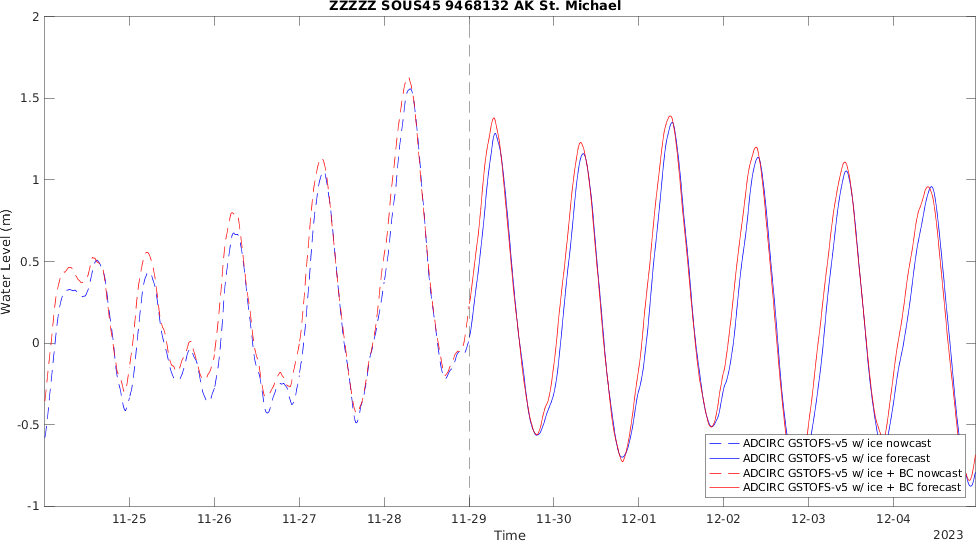 ZZZZZ SOUS45 9468132 AK St. Michael
2
1.5
1
0.5
0
-0.5
-1
Water Level (m)
ADCIRC GSTOFS-v5 w/ ice nowcast
ADCIRC GSTOFS-v5 w/ ice forecast
ADCIRC GSTOFS-v5 w/ ice + BC nowcast
ADCIRC GSTOFS-v5 w/ ice + BC forecast
11-25 11-26 11-27 11-28 11-29 11-30 12-01 12-02 12-03 12-04
Time
2023